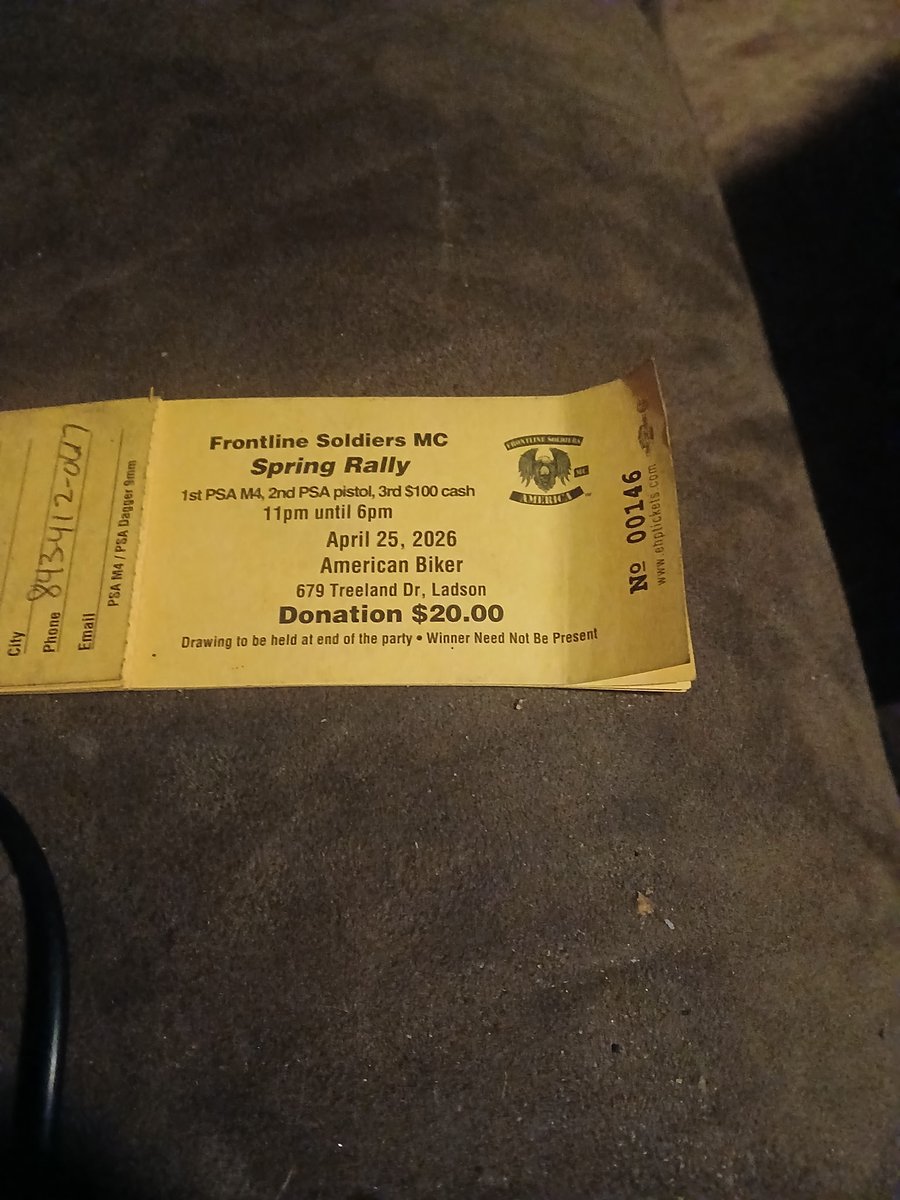 City
Phone 843412-0617
Email
PSA M4 / PSA Dagger 9mm
Frontline Soldiers MC
Spring Rally
1st PSA M4, 2nd PSA pistol, 3rd $100 cash
11pm until 6pm
April 25, 2026
American Biker
679 Treeland Dr, Ladson
Donation $20.00
Drawing to be held at end of the party • Winner Need Not Be Present
FRONTLINE SOLDIERS
MC
AMERICA
No 00146
www.ehptickets.com